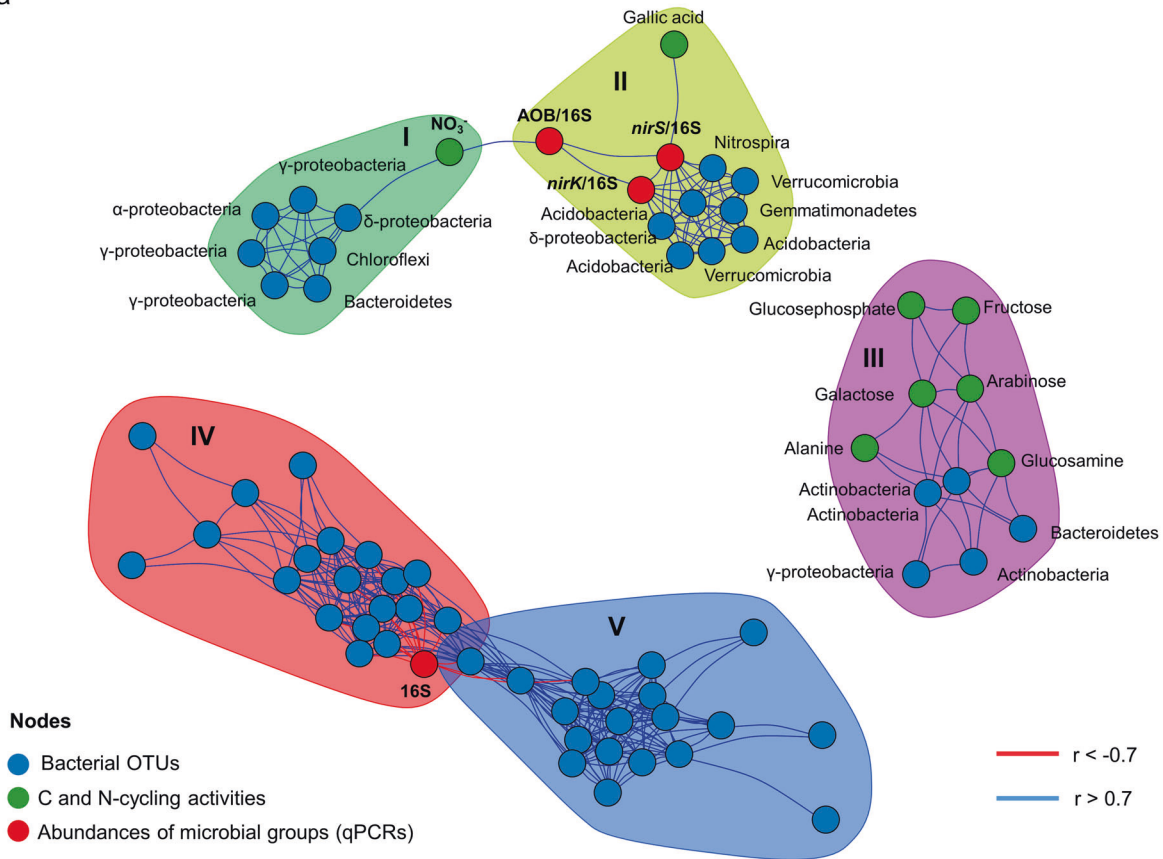 Gallic acid
II
AOB/16S
nirS/16S
NO₃⁻
I
Nitrospira
γ-proteobacteria
nirK/16S
Verrucomicrobia
α-proteobacteria
Acidobacteria
Gemmatimonadetes
δ-proteobacteria
δ-proteobacteria
Acidobacteria
γ-proteobacteria
Chloroflexi
Acidobacteria
Verrucomicrobia
γ-proteobacteria
Bacteroidetes
Glucosephosphate
Fructose
III
Galactose
Arabinose
Alanine
Glucosamine
Actinobacteria
Actinobacteria
Bacteroidetes
γ-proteobacteria
Actinobacteria
IV
V
16S
Nodes
Bacterial OTUs
C and N-cycling activities
Abundances of microbial groups (qPCRs)
r < -0.7
r > 0.7